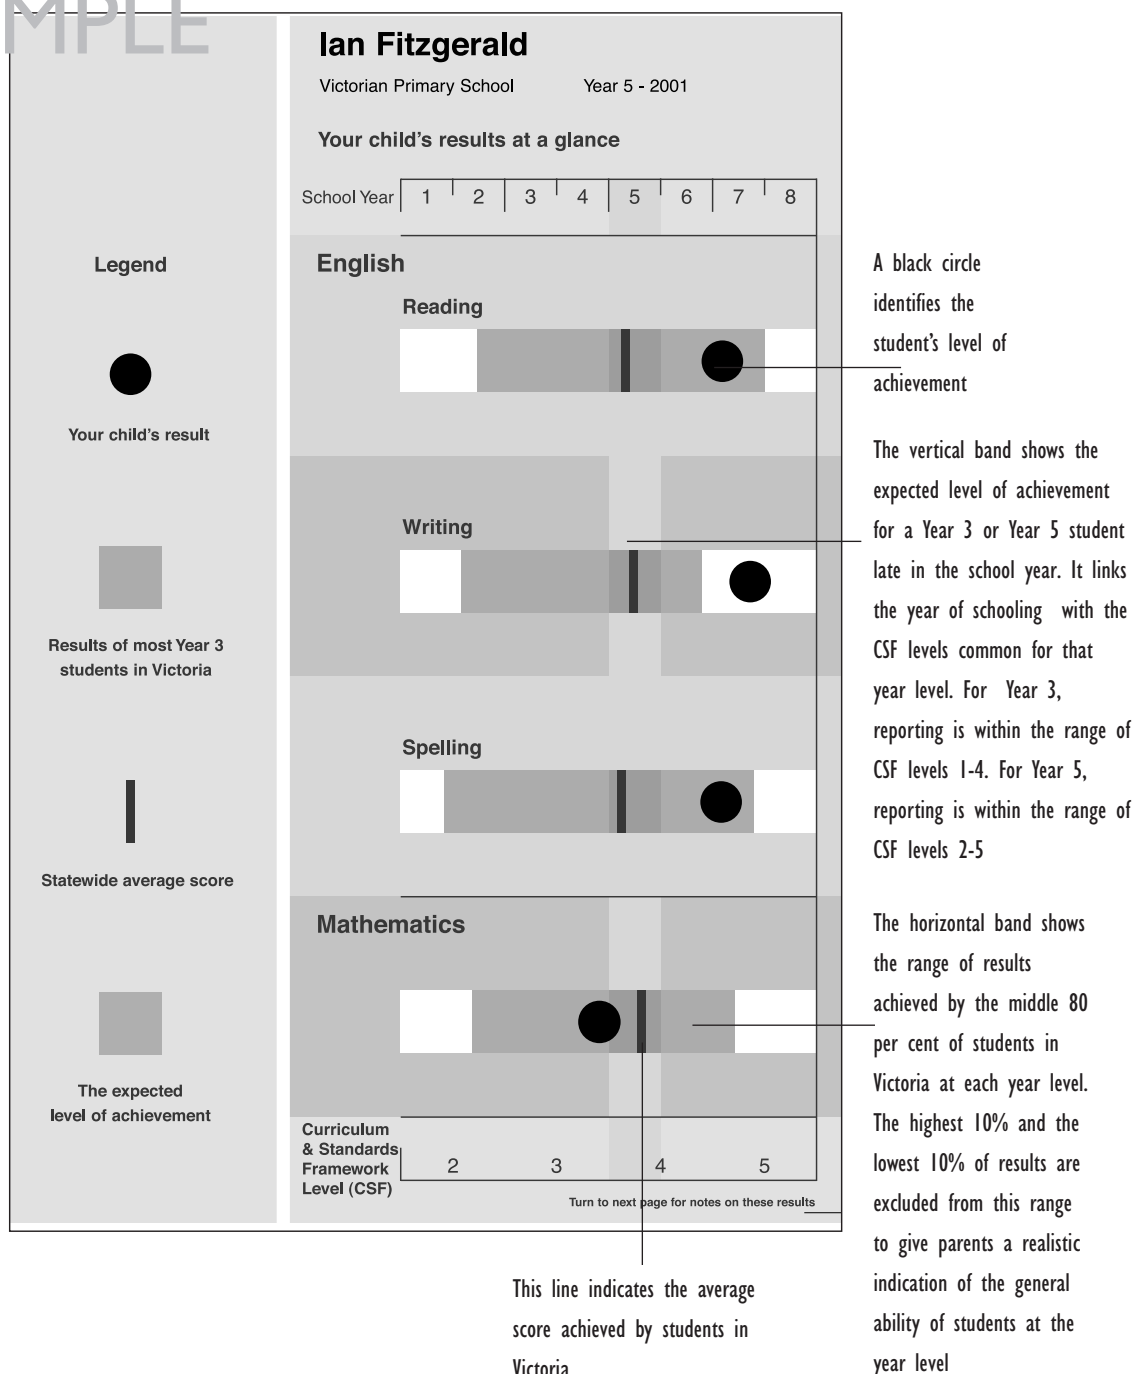 MPLE
Ian Fitzgerald
Victorian Primary School Year 5 - 2001
Your child's results at a glance
School Year 1 2 3 4 5 6 7 8
Legend
Your child's result
Results of most Year 3
students in Victoria
Statewide average score
The expected
level of achievement
English
Reading
Writing
Spelling
Mathematics
Curriculum
& Standards
Framework
Level (CSF)
2 3 4 5
Turn to next page for notes on these results
A black circle
identifies the
student's level of
achievement
The vertical band shows the
expected level of achievement
for a Year 3 or Year 5 student
late in the school year. It links
the year of schooling with the
CSF levels common for that
year level. For Year 3,
reporting is within the range of
CSF levels 1-4. For Year 5,
reporting is within the range of
CSF levels 2-5
The horizontal band shows
the range of results
achieved by the middle 80
per cent of students in
Victoria at each year level.
The highest 10% and the
lowest 10% of results are
excluded from this range
to give parents a realistic
indication of the general
ability of students at the
year level
This line indicates the average
score achieved by students in
Victoria